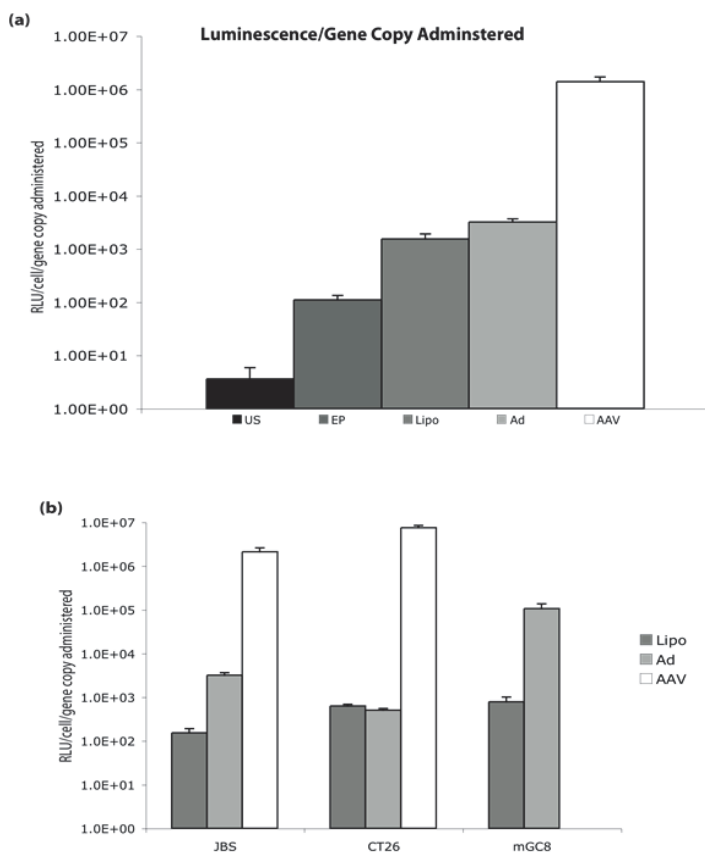 (a)
Luminescence/Gene Copy Adminstered
RLU/cell/gene copy administered
1.00E+07
1.00E+06
1.00E+05
1.00E+04
1.00E+03
1.00E+02
1.00E+01
1.00E+00
US EP Lipo Ad AAV
(b)
RLU/cell/gene copy administered
1.0E+07
1.0E+06
1.0E+05
1.0E+04
1.0E+03
1.0E+02
1.0E+01
1.0E+00
JBS CT26 mGC8
Lipo
Ad
AAV